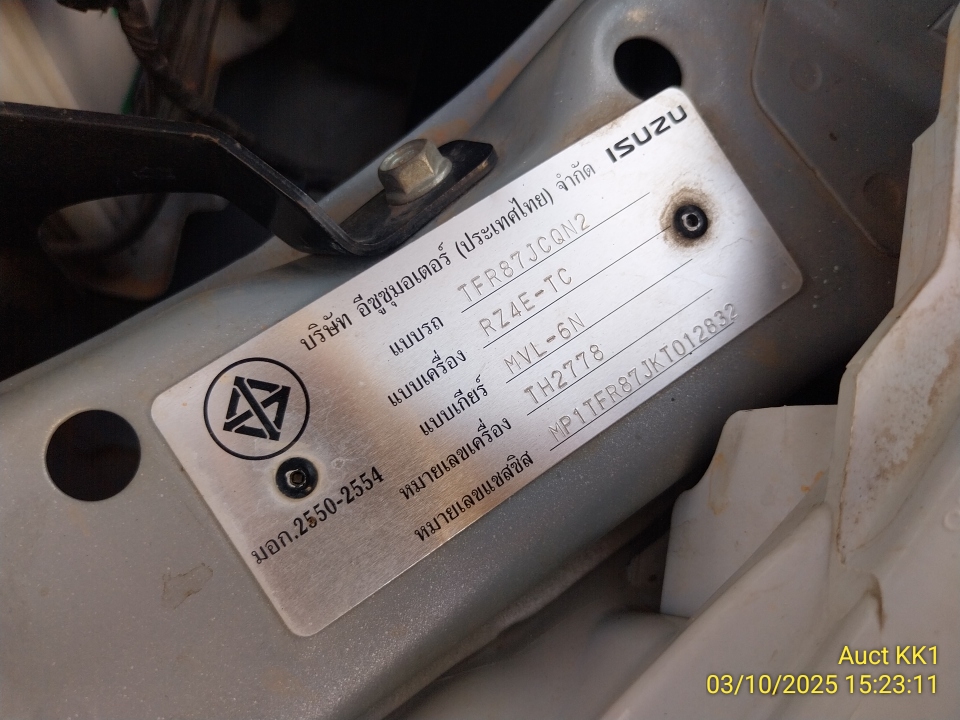 ISUZU
บริษัท อีซูซุมอเตอร์ (ประเทศไทย) จำกัด
แบบรถ TFR87JCQN2
แบบเครื่อง RZ4E-TC
แบบเกียร์ MVL-6N
หมายเลขเครื่อง TH2778
หมายเลขแชสซิส MP1TFR87JKT012832
มอก.2550-2554
Auct KK1
03/10/2025 15:23:11